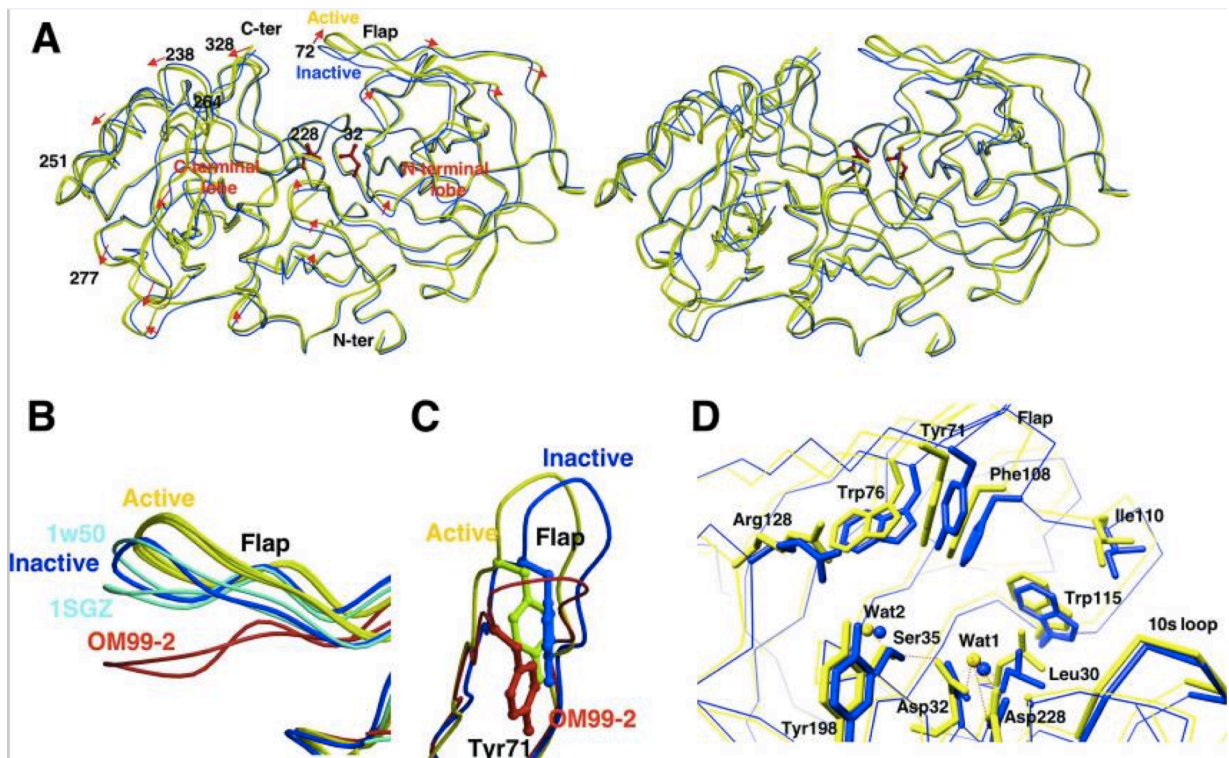 A
C-ter
Active
Flap
328
238
72
Inactive
264
228
32
251
C-terminal
lobe
N-terminal
lobe
277
N-ter
B
Active
1w50
Inactive
Flap
1SGZ
OM99-2
C
Inactive
Active
Flap
OM99-2
Tyr71
D
Flap
Tyr71
Phe108
Trp76
Arg128
Ile110
Trp115
Wat2
Ser35
Wat1
10s loop
Leu30
Asp32
Asp228
Tyr198